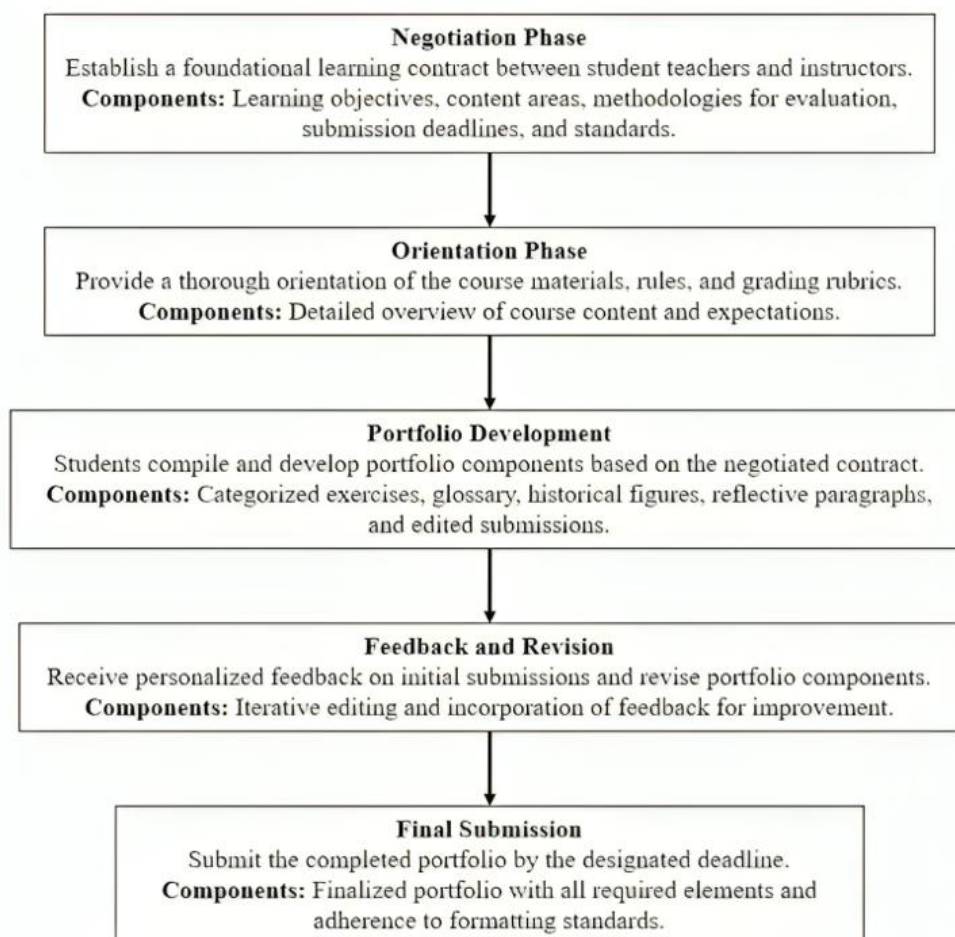 Negotiation Phase
Establish a foundational learning contract between student teachers and instructors.
Components: Learning objectives, content areas, methodologies for evaluation,
submission deadlines, and standards.
Orientation Phase
Provide a thorough orientation of the course materials, rules, and grading rubrics.
Components: Detailed overview of course content and expectations.
Portfolio Development
Students compile and develop portfolio components based on the negotiated contract.
Components: Categorized exercises, glossary, historical figures, reflective paragraphs,
and edited submissions.
Feedback and Revision
Receive personalized feedback on initial submissions and revise portfolio components.
Components: Iterative editing and incorporation of feedback for improvement.
Final Submission
Submit the completed portfolio by the designated deadline.
Components: Finalized portfolio with all required elements and
adherence to formatting standards.